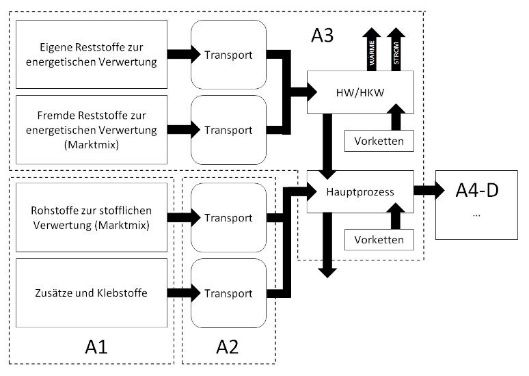 A3
WÄRME
STROM
Eigene Reststoffe zur
energetischen Verwertung
Transport
HW/HKW
Fremde Reststoffe zur
energetischen Verwertung
(Marktmix)
Transport
Vorketten
Rohstoffe zur stofflichen
Verwertung (Marktmix)
Transport
Hauptprozess
A4-D
...
Vorketten
Zusätze und Klebstoffe
Transport
A1
A2